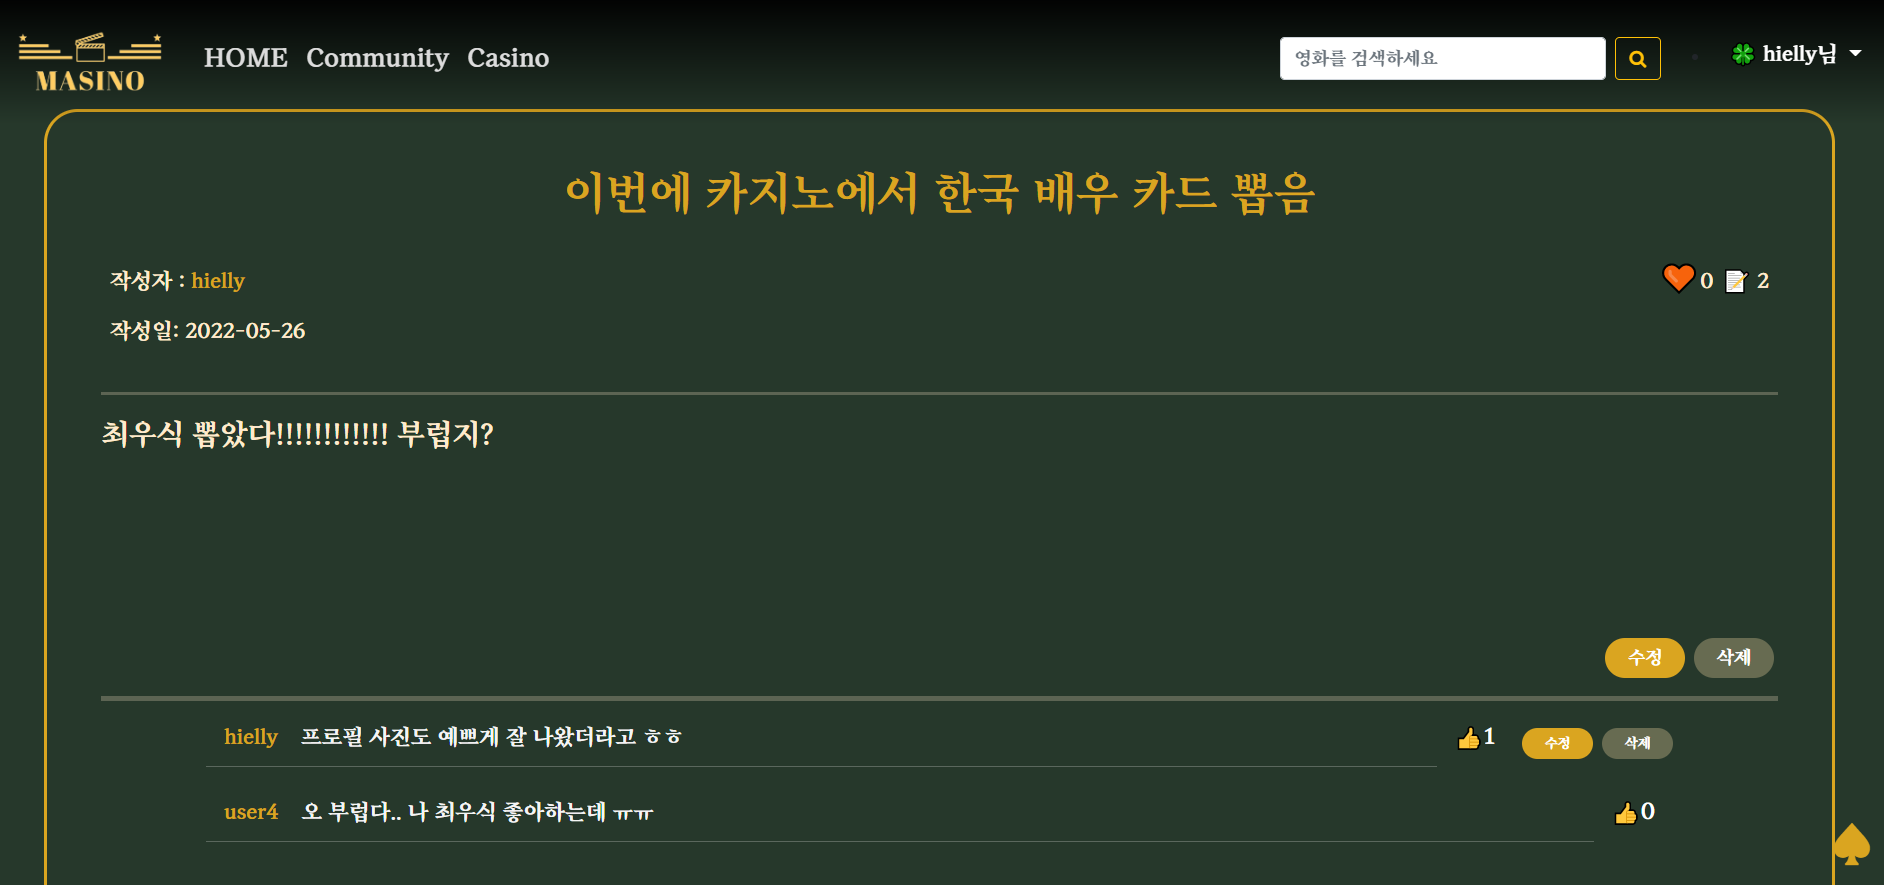 MASINO
HOME Community Casino
영화를 검색하세요
hielly님
이번에 카지노에서 한국 배우 카드 뽑음
작성자 : hielly
0 2
작성일: 2022-05-26
최우식 뽑았다!!!!!!!!!!!! 부럽지?
수정 삭제
hielly 프로필 사진도 예쁘게 잘 나왔더라고 ㅎㅎ 1 수정 삭제
user4 오 부럽다.. 나 최우식 좋아하는데 ㅠㅠ 0